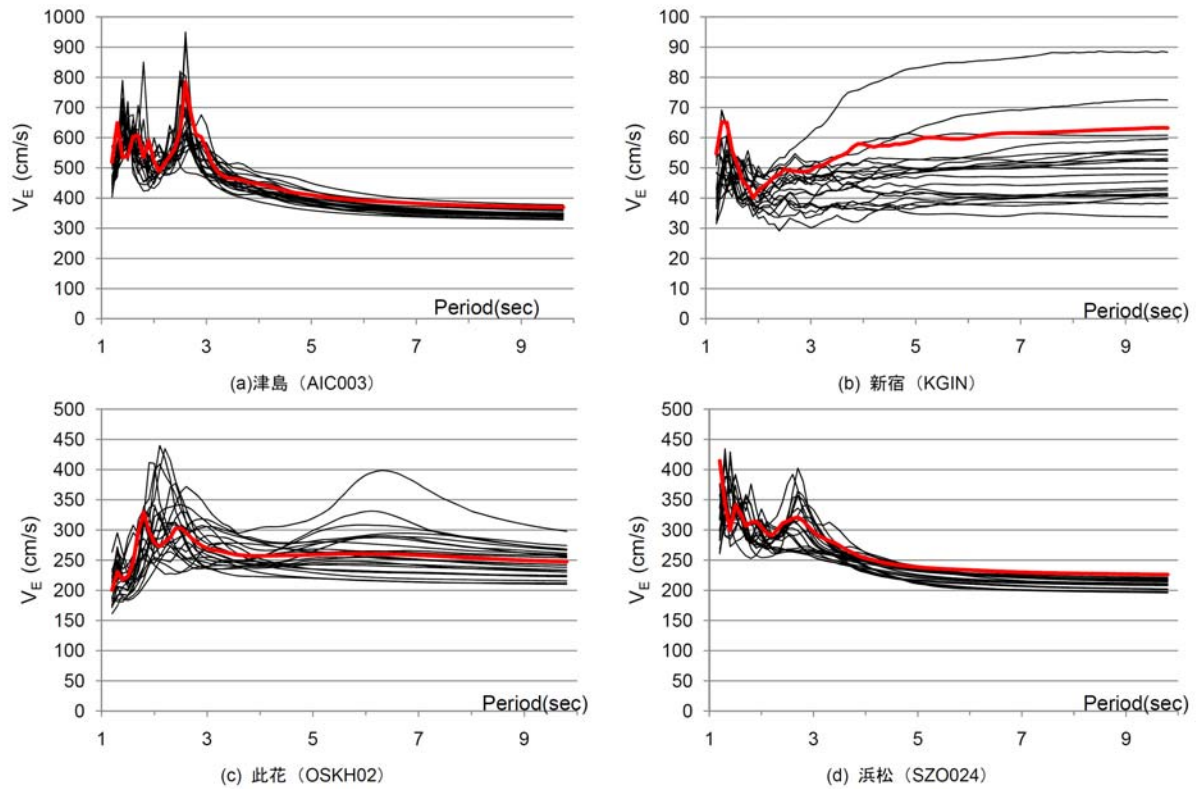 1000
900
800
700
600
500
400
300
200
100
0
V_E (cm/s)
Period(sec)
1 3 5 7 9
(a)津島（AIC003）
100
90
80
70
60
50
40
30
20
10
0
V_E (cm/s)
Period(sec)
1 3 5 7 9
(b) 新宿（KGIN）
500
450
400
350
300
250
200
150
100
50
0
V_E (cm/s)
Period(sec)
1 3 5 7 9
(c) 此花（OSKH02）
500
450
400
350
300
250
200
150
100
50
0
V_E (cm/s)
Period(sec)
1 3 5 7 9
(d) 浜松（SZO024）